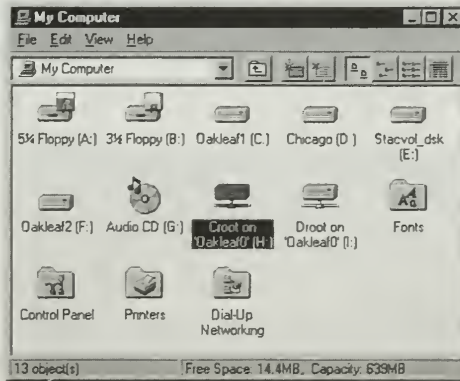 My Computer
File Edit View Help
My Computer
5¼ Floppy (A:) 3½ Floppy (B:) Oakleaf1 (C:) Chicago (D:) Stacvol_dsk (E:)
Oakleaf2 (F:) Audio CD (G:) Croot on 'Oakleaf0' (H:) Droot on 'Oakleaf0' (I:) Fonts
Control Panel Printers Dial-Up Networking
13 object(s) Free Space: 14.4MB, Capacity: 639MB